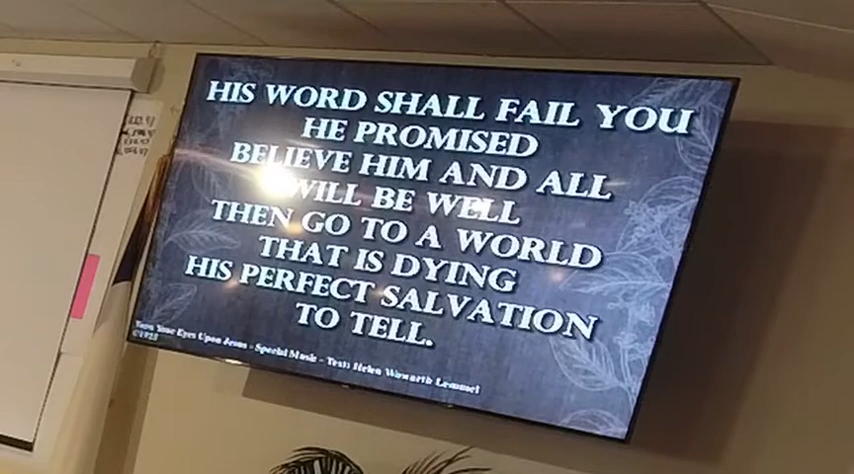 HIS WORD SHALL FAIL YOU
HE PROMISED
BELIEVE HIM AND ALL
WILL BE WELL
THEN GO TO A WORLD
THAT IS DYING
HIS PERFECT SALVATION
TO TELL.
Turn Your Eyes Upon Jesus - Special Music - Text: Helen Howarth Lemmel